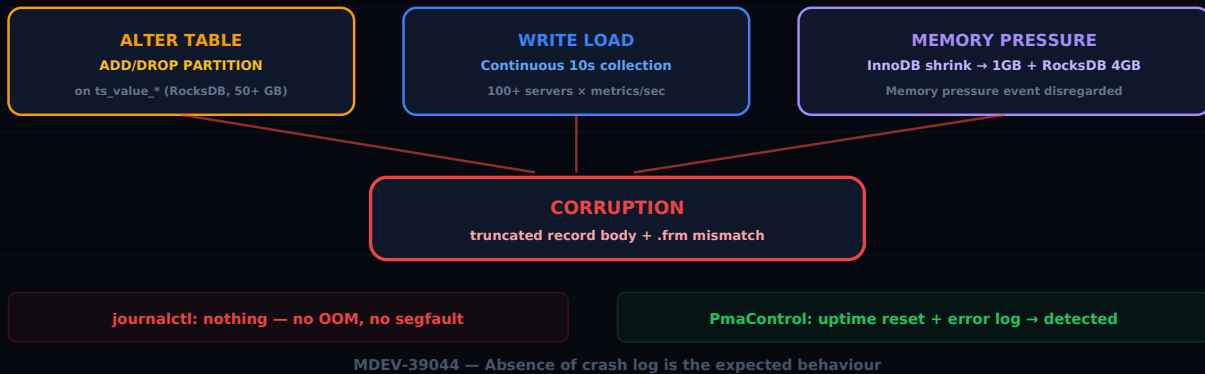 ALTER TABLE
ADD/DROP PARTITION
on ts_value_* (RocksDB, 50+ GB)
WRITE LOAD
Continuous 10s collection
100+ servers × metrics/sec
MEMORY PRESSURE
InnoDB shrink → 1GB + RocksDB 4GB
Memory pressure event disregarded
CORRUPTION
truncated record body + .frm mismatch
journalctl: nothing — no OOM, no segfault
PmaControl: uptime reset + error log → detected
MDEV-39044 — Absence of crash log is the expected behaviour